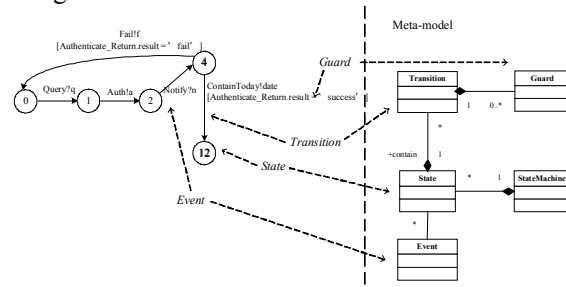 Meta-model
Fail!f
[Authenticate_Return.result = ’ fail’ ]
4
Guard
Transition
Guard
Query?q
Auth!a
Notify?n
ContainToday!date
[Authenticate_Return.result = ’ success’ ]
0
1
2
1
0..*
Transition
*
12
+contain
1
State
State
*
1
StateMachine
Event
*
Event